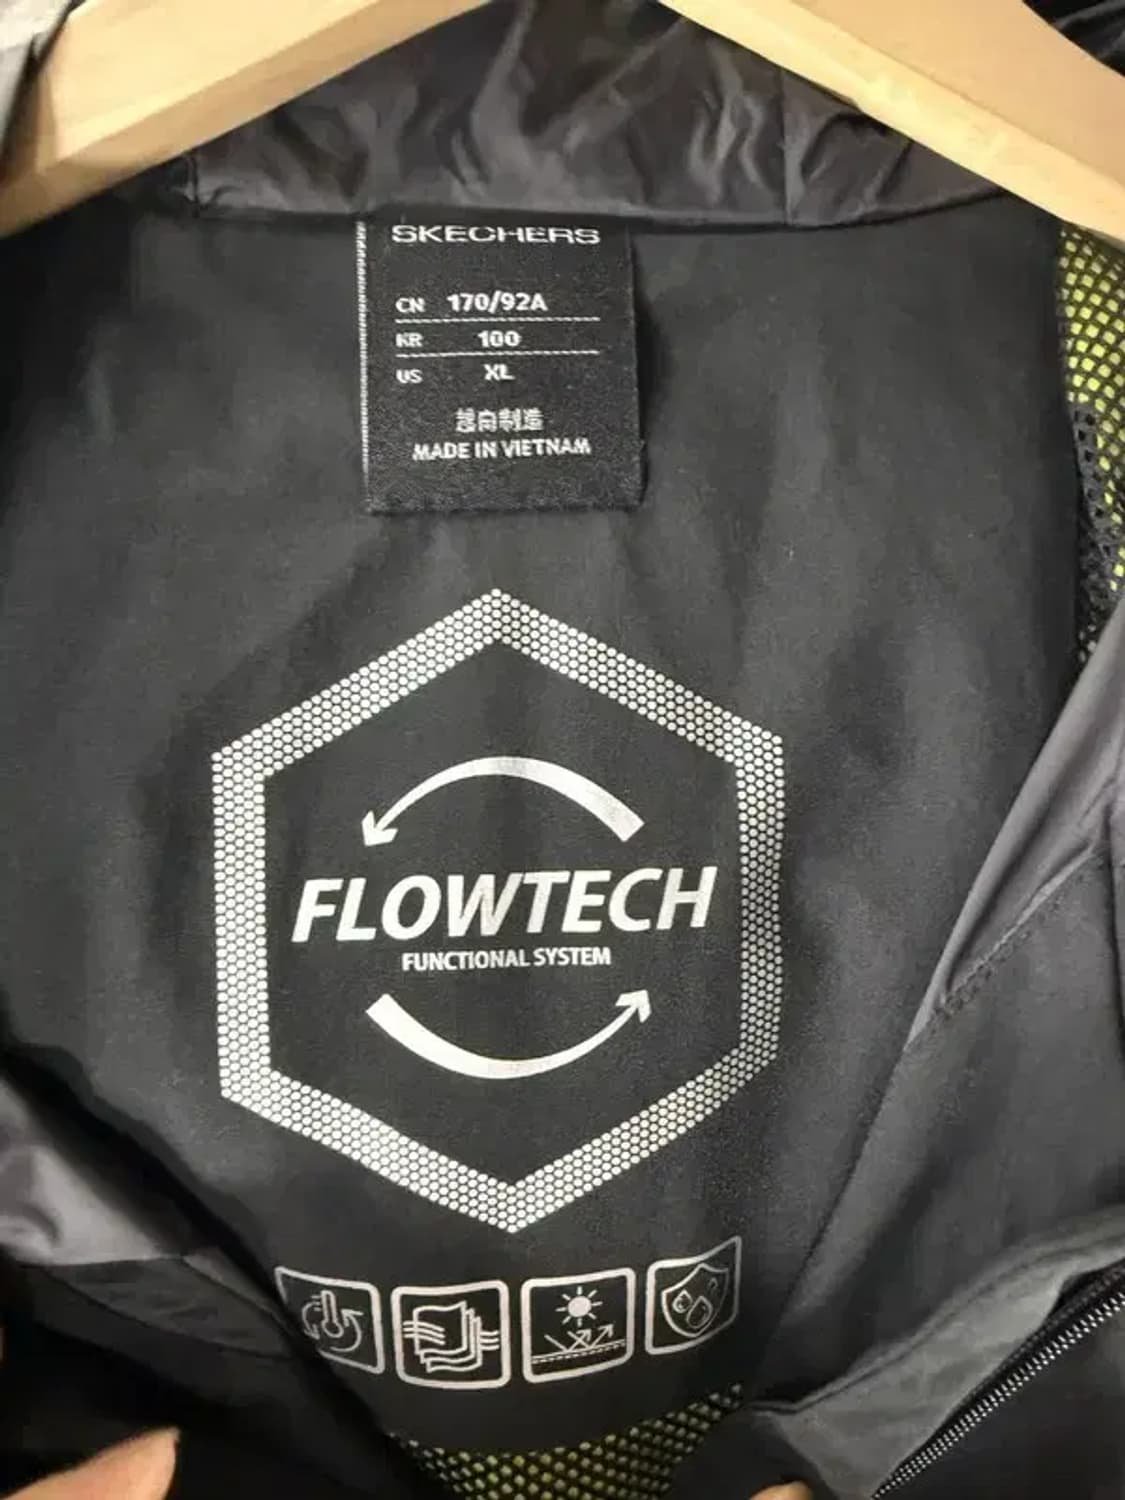 SKECHERS
CN 170/92A
KR 100
US XL
越南制造
MADE IN VIETNAM
FLOWTECH
FUNCTIONAL SYSTEM